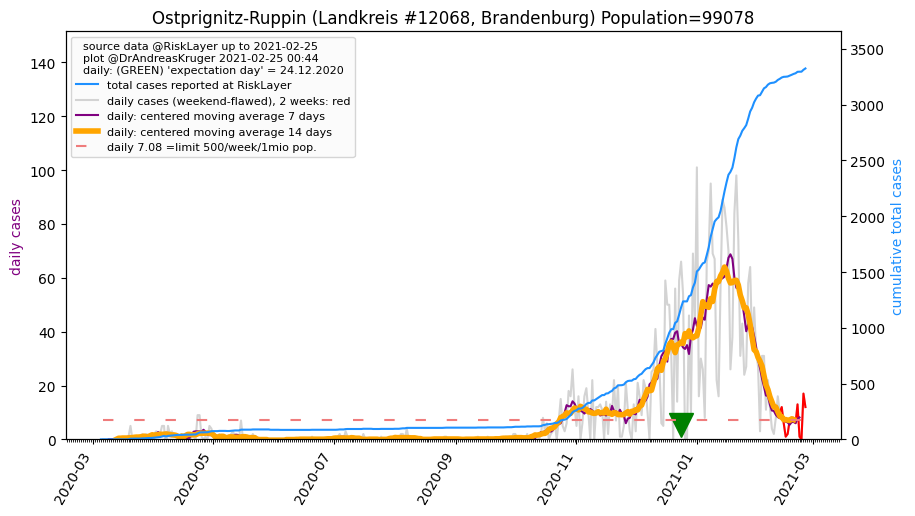 Ostprignitz-Ruppin (Landkreis #12068, Brandenburg) Population=99078
source data @RiskLayer up to 2021-02-25
plot @DrAndreasKruger 2021-02-25 00:44
daily: (GREEN) 'expectation day' = 24.12.2020
total cases reported at RiskLayer
daily cases (weekend-flawed), 2 weeks: red
daily: centered moving average 7 days
daily: centered moving average 14 days
daily 7.08 =limit 500/week/1mio pop.
daily cases
140
120
100
80
60
40
20
0
cumulative total cases
3500
3000
2500
2000
1500
1000
500
0
2020-03
2020-05
2020-07
2020-09
2020-11
2021-01
2021-03